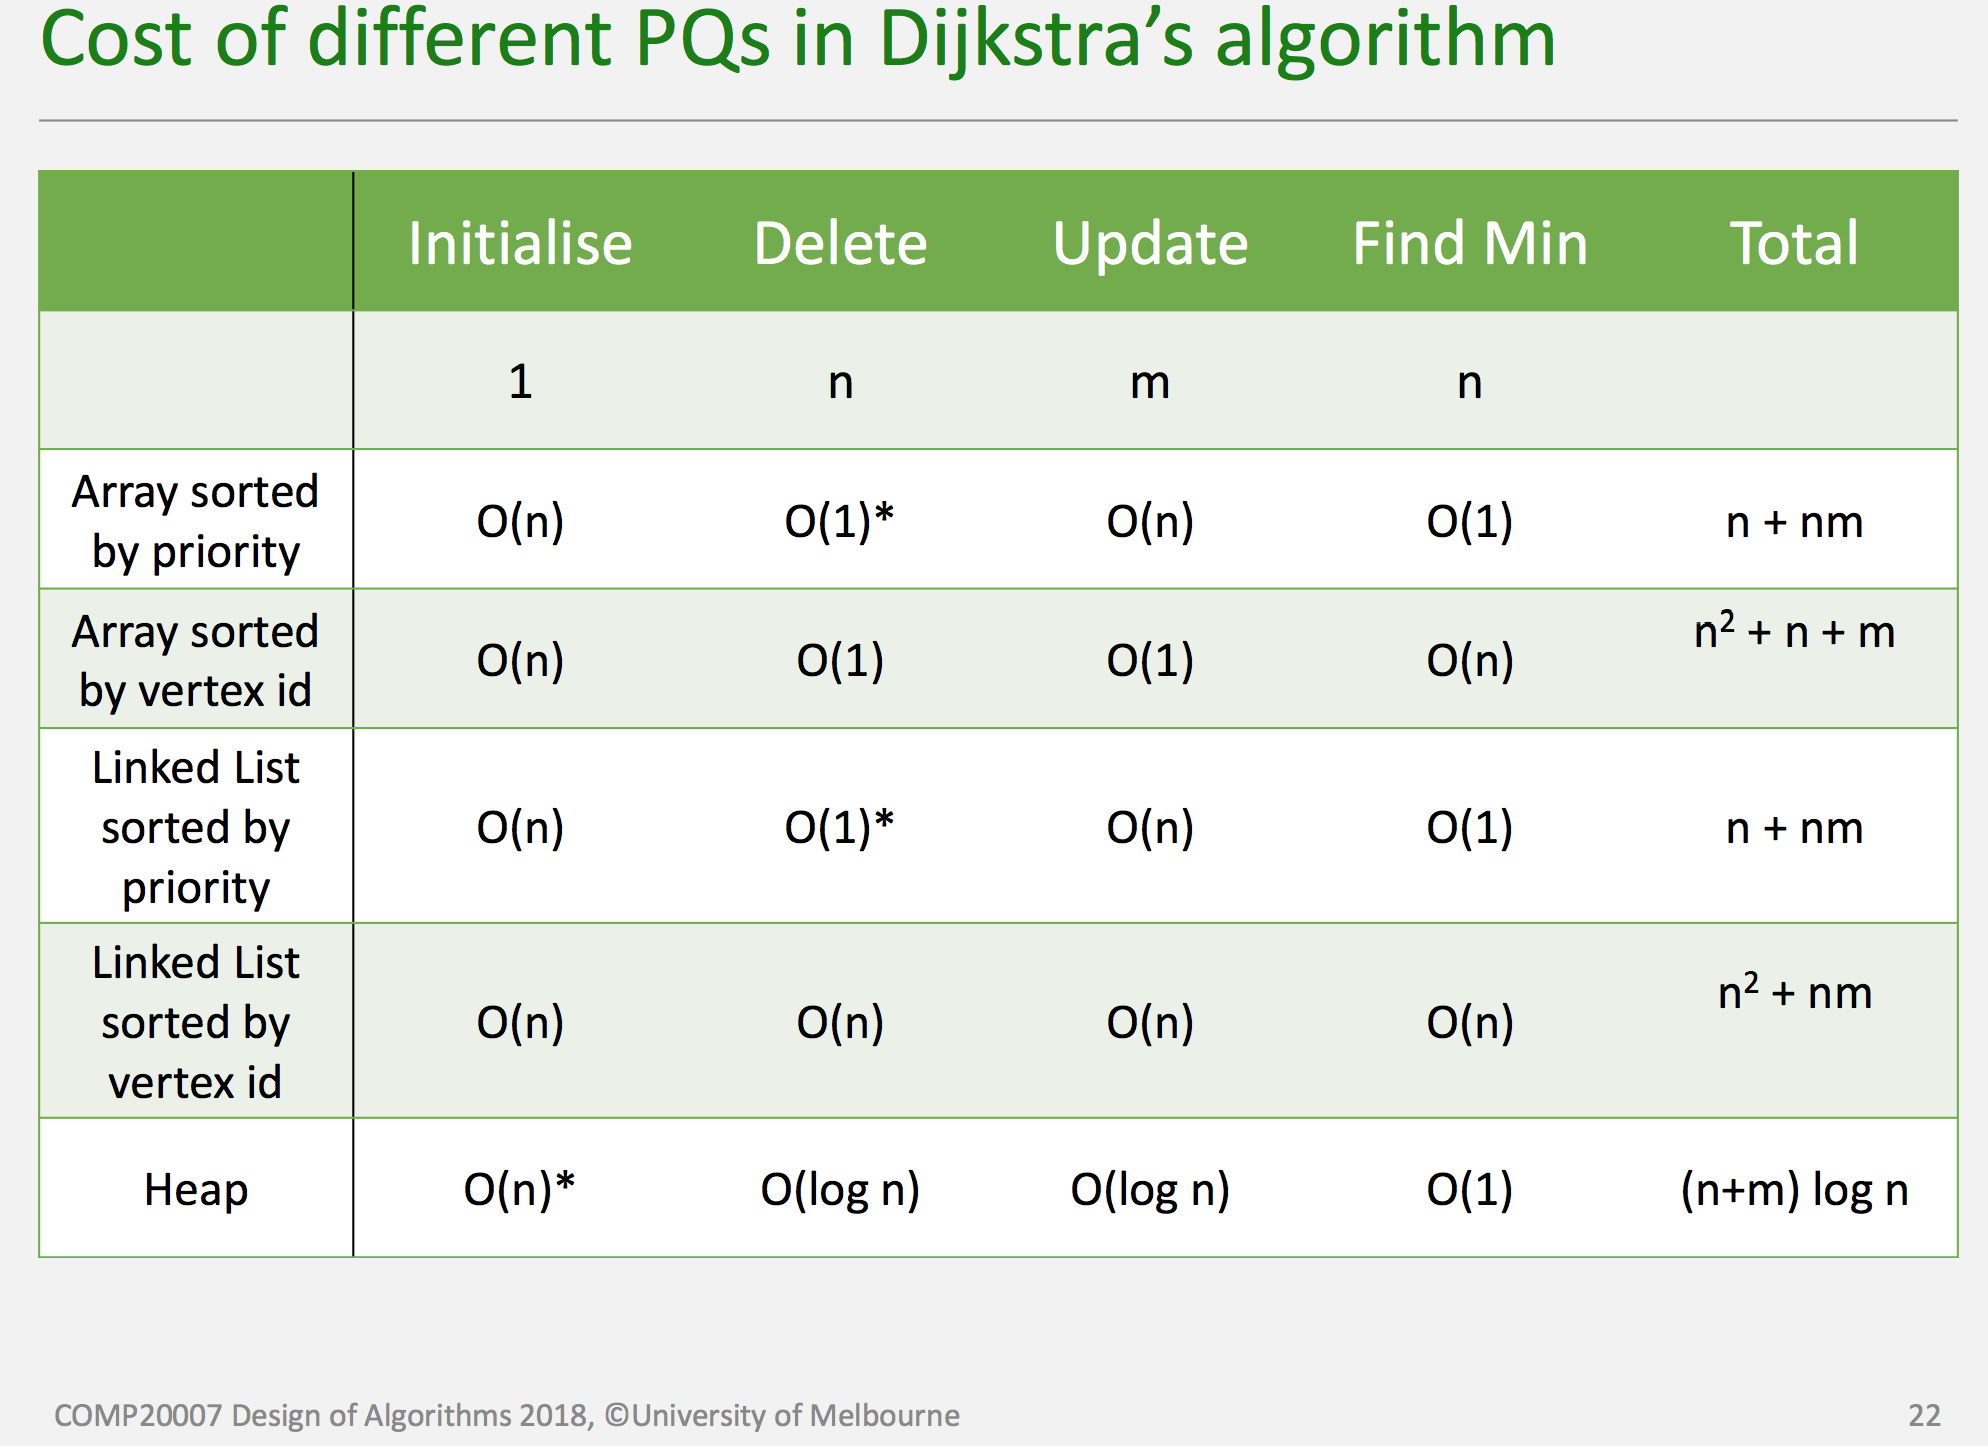 Cost of different PQs in Dijkstra’s algorithm
Initialise Delete Update Find Min Total
1 n m n
Array sorted
by priority
O(n) O(1)* O(n) O(1) n + nm
Array sorted
by vertex id
O(n) O(1) O(1) O(n) n² + n + m
Linked List
sorted by
priority
O(n) O(1)* O(n) O(1) n + nm
Linked List
sorted by
vertex id
O(n) O(n) O(n) O(n) n² + nm
Heap O(n)* O(log n) O(log n) O(1) (n+m) log n
COMP20007 Design of Algorithms 2018, ©University of Melbourne
22